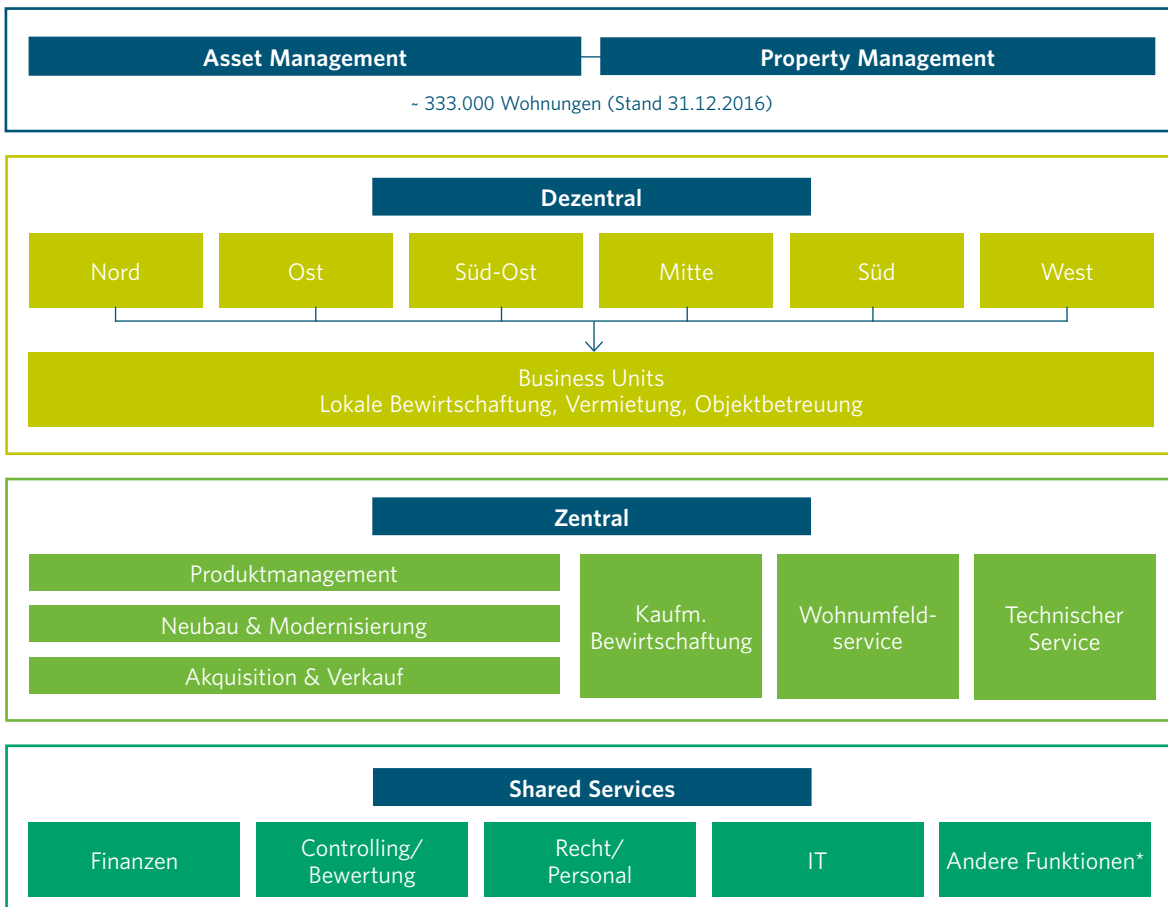 Asset Management
Property Management
~ 333.000 Wohnungen (Stand 31.12.2016)
Dezentral
Nord
Ost
Süd-Ost
Mitte
Süd
West
Business Units
Lokale Bewirtschaftung, Vermietung, Objektbetreuung
Zentral
Produktmanagement
Neubau & Modernisierung
Akquisition & Verkauf
Kaufm.
Bewirtschaftung
Wohnumfeld-
service
Technischer
Service
Shared Services
Finanzen
Controlling/
Bewertung
Recht/
Personal
IT
Andere Funktionen*